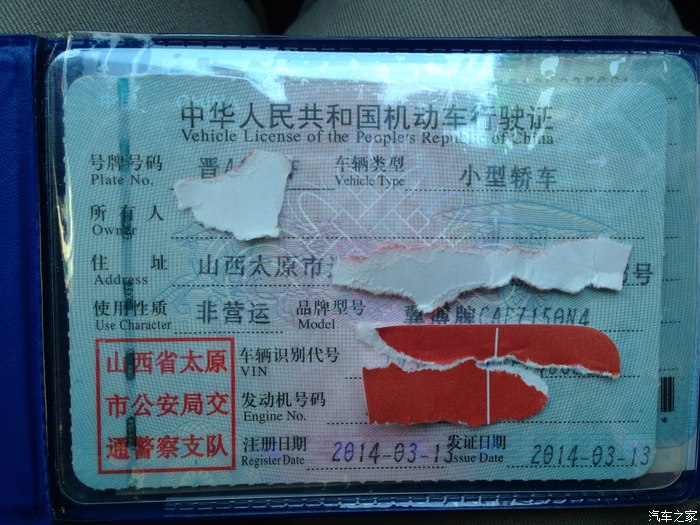 中华人民共和国机动车行驶证
Vehicle License of the People's Republic of China
号牌号码 晋A 车辆类型 小型轿车
Plate No. Vehicle Type
所有人
Owner
住址 山西太原市 号
Address
使用性质 非营运 品牌型号 CAF7150N4
Use Character Model
山西省太原 车辆识别代号
VIN
市公安局交 发动机号码
Engine No.
通警察支队 注册日期 2014-03-13 发证日期 2014-03-13
Register Date Issue Date
汽车之家